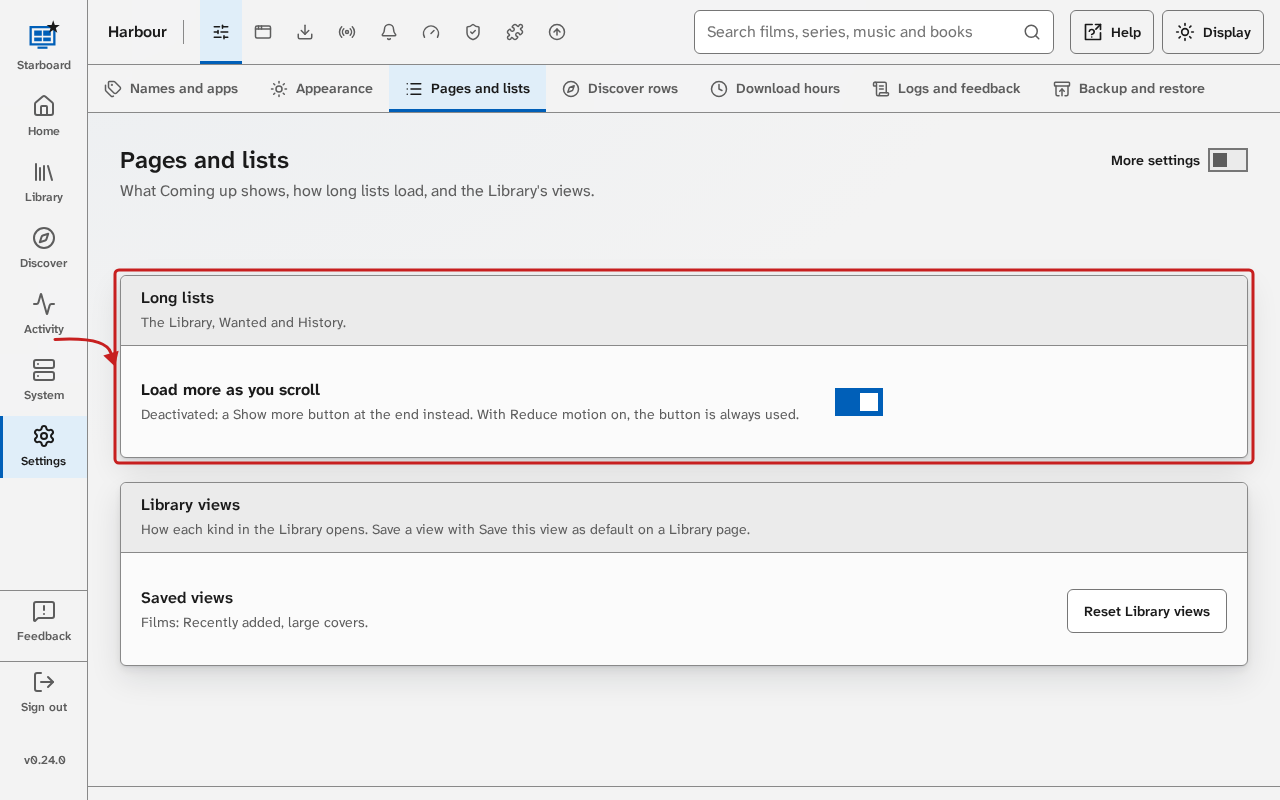 Starboard
Home
Library
Discover
Activity
System
Settings
Feedback
Sign out
v0.24.0
Harbour
Search films, series, music and books
Help
Display
Names and apps
Appearance
Pages and lists
Discover rows
Download hours
Logs and feedback
Backup and restore
Pages and lists
What Coming up shows, how long lists load, and the Library's views.
More settings
Long lists
The Library, Wanted and History.
Load more as you scroll
Deactivated: a Show more button at the end instead. With Reduce motion on, the button is always used.
Library views
How each kind in the Library opens. Save a view with Save this view as default on a Library page.
Saved views
Films: Recently added, large covers.
Reset Library views